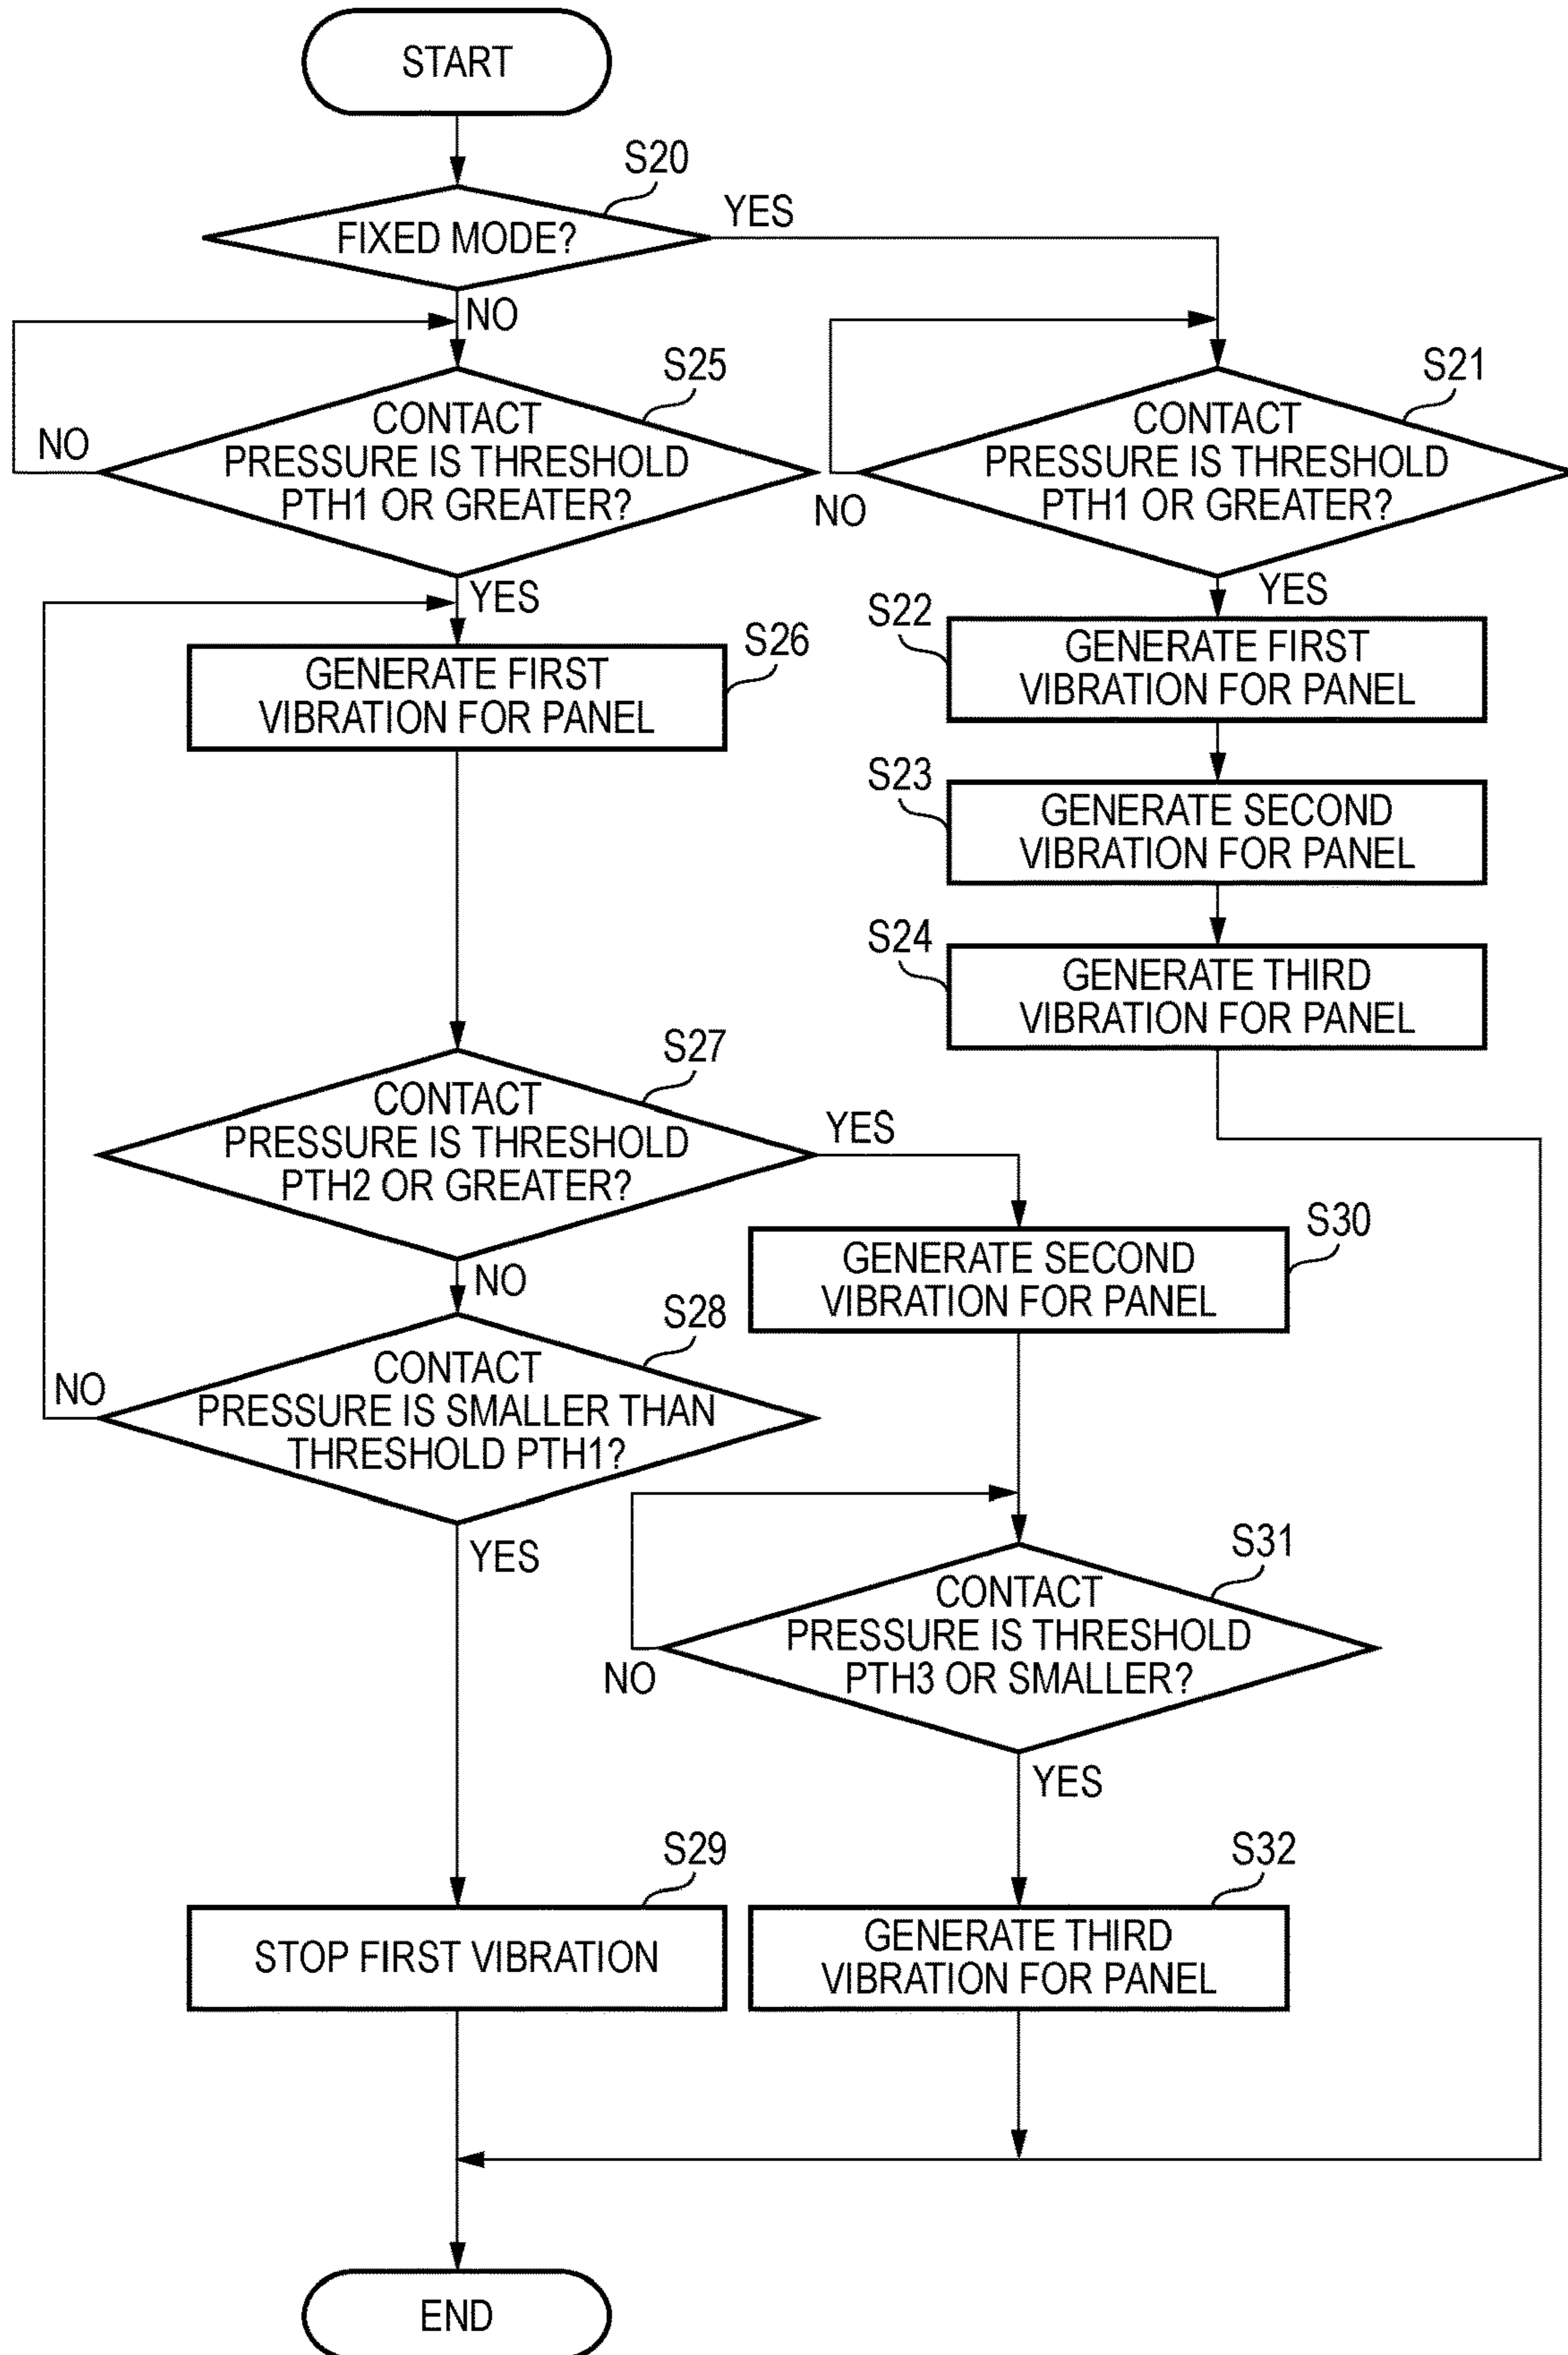 START
S20
FIXED MODE?
YES
NO
S25
CONTACT
PRESSURE IS THRESHOLD
PTH1 OR GREATER?
NO
YES
S21
CONTACT
PRESSURE IS THRESHOLD
PTH1 OR GREATER?
NO
YES
S22
GENERATE FIRST
VIBRATION FOR PANEL
S23
GENERATE SECOND
VIBRATION FOR PANEL
S24
GENERATE THIRD
VIBRATION FOR PANEL
S26
GENERATE FIRST
VIBRATION FOR PANEL
S27
CONTACT
PRESSURE IS THRESHOLD
PTH2 OR GREATER?
YES
NO
S28
CONTACT
PRESSURE IS SMALLER THAN
THRESHOLD PTH1?
NO
YES
S30
GENERATE SECOND
VIBRATION FOR PANEL
S31
CONTACT
PRESSURE IS THRESHOLD
PTH3 OR SMALLER?
NO
YES
S29
STOP FIRST VIBRATION
S32
GENERATE THIRD
VIBRATION FOR PANEL
END